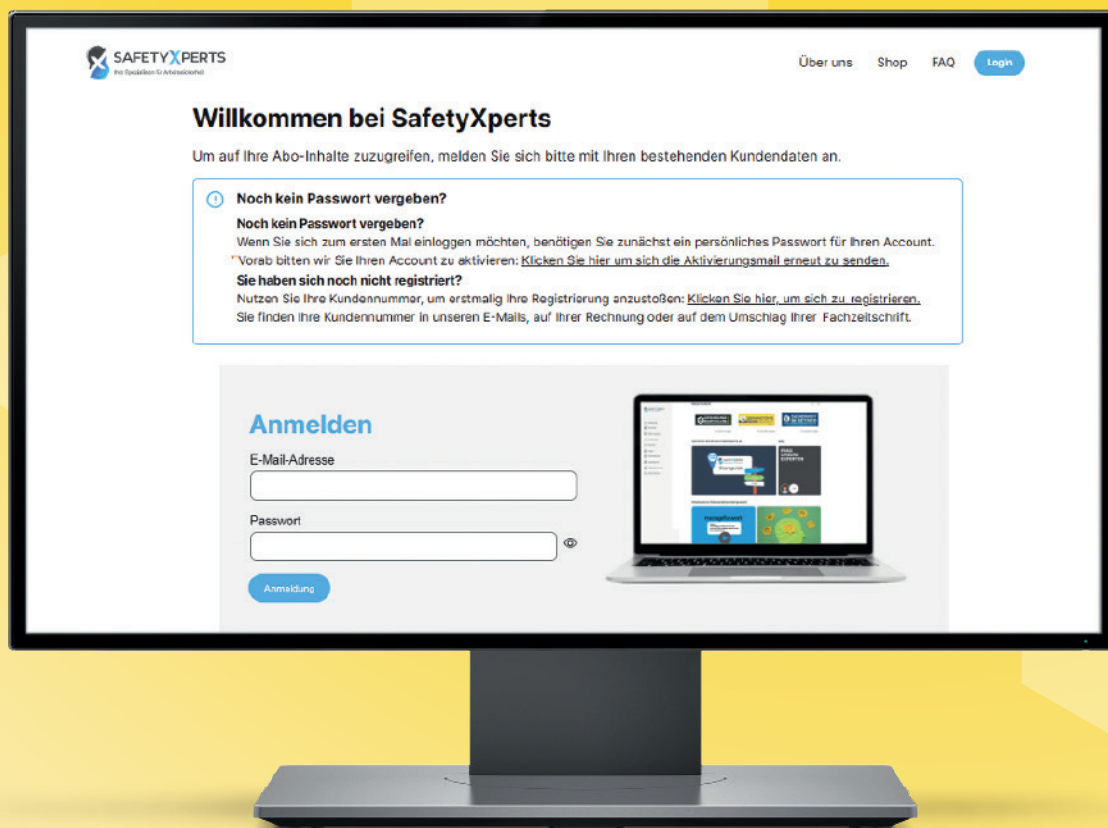 SAFETYXPERTS
Ihre Spezialisten für Arbeitssicherheit
Über uns Shop FAQ Login
Willkommen bei SafetyXperts
Um auf Ihre Abo-Inhalte zuzugreifen, melden Sie sich bitte mit Ihren bestehenden Kundendaten an.
Noch kein Passwort vergeben?
Noch kein Passwort vergeben?
Wenn Sie sich zum ersten Mal einloggen möchten, benötigen Sie zunächst ein persönliches Passwort für Ihren Account.
Vorab bitten wir Sie Ihren Account zu aktivieren: Klicken Sie hier um sich die Aktivierungsmail erneut zu senden.
Sie haben sich noch nicht registriert?
Nutzen Sie Ihre Kundennummer, um erstmalig Ihre Registrierung anzustoßen: Klicken Sie hier, um sich zu registrieren.
Sie finden Ihre Kundennummer in unseren E-Mails, auf Ihrer Rechnung oder auf dem Umschlag Ihrer Fachzeitschrift.
Anmelden
E-Mail-Adresse
Passwort
Anmeldung